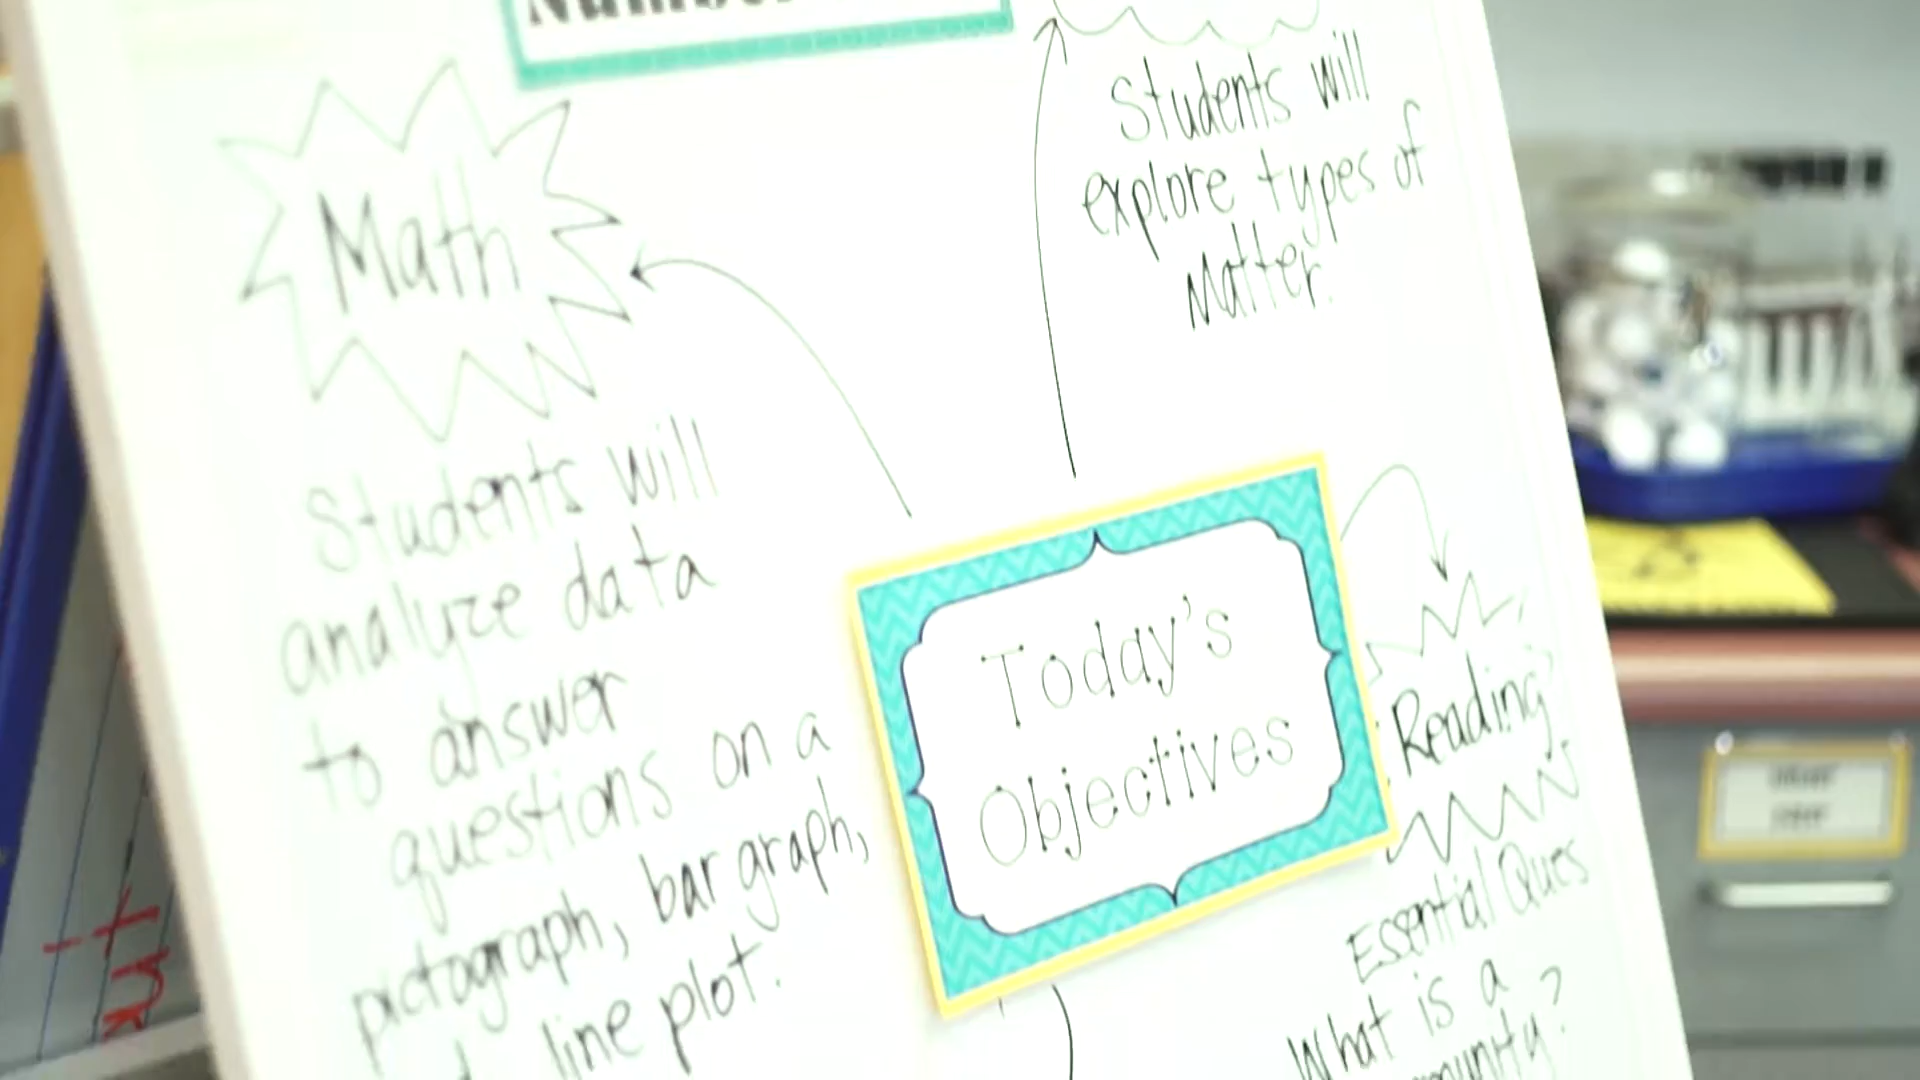 Math
Students will
analyze data
to answer
questions on a
pictograph, bar graph,
line plot.
Students will
explore types of
Matter.
Today's
Objectives
Reading
Essential Ques
What is a